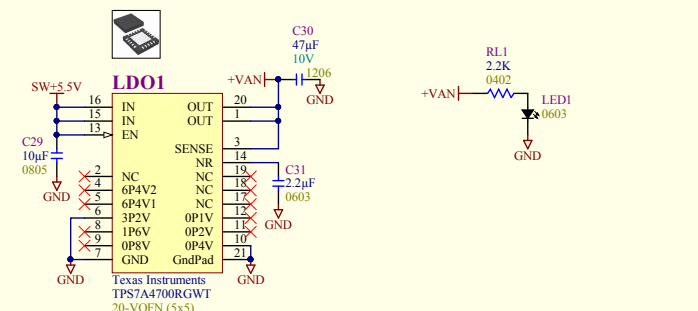 C30
47µF
10V
1206
+VAN
GND
SW+5.5V
LDO1
16 IN OUT 20
15 IN OUT 1
13 EN
SENSE 3
NR 14
C29
10µF
0805
GND
2 NC NC 19
4 6P4V2 NC 18
5 6P4V1 NC 17
6 3P2V 0P1V 12
8 1P6V 0P2V 11
9 0P8V 0P4V 10
7 GND GndPad 21
C31
2.2µF
0603
GND
GND
GND
Texas Instruments
TPS7A4700RGWT
20-VQFN (5x5)
RL1
2.2K
0402
+VAN
LED1
0603
GND